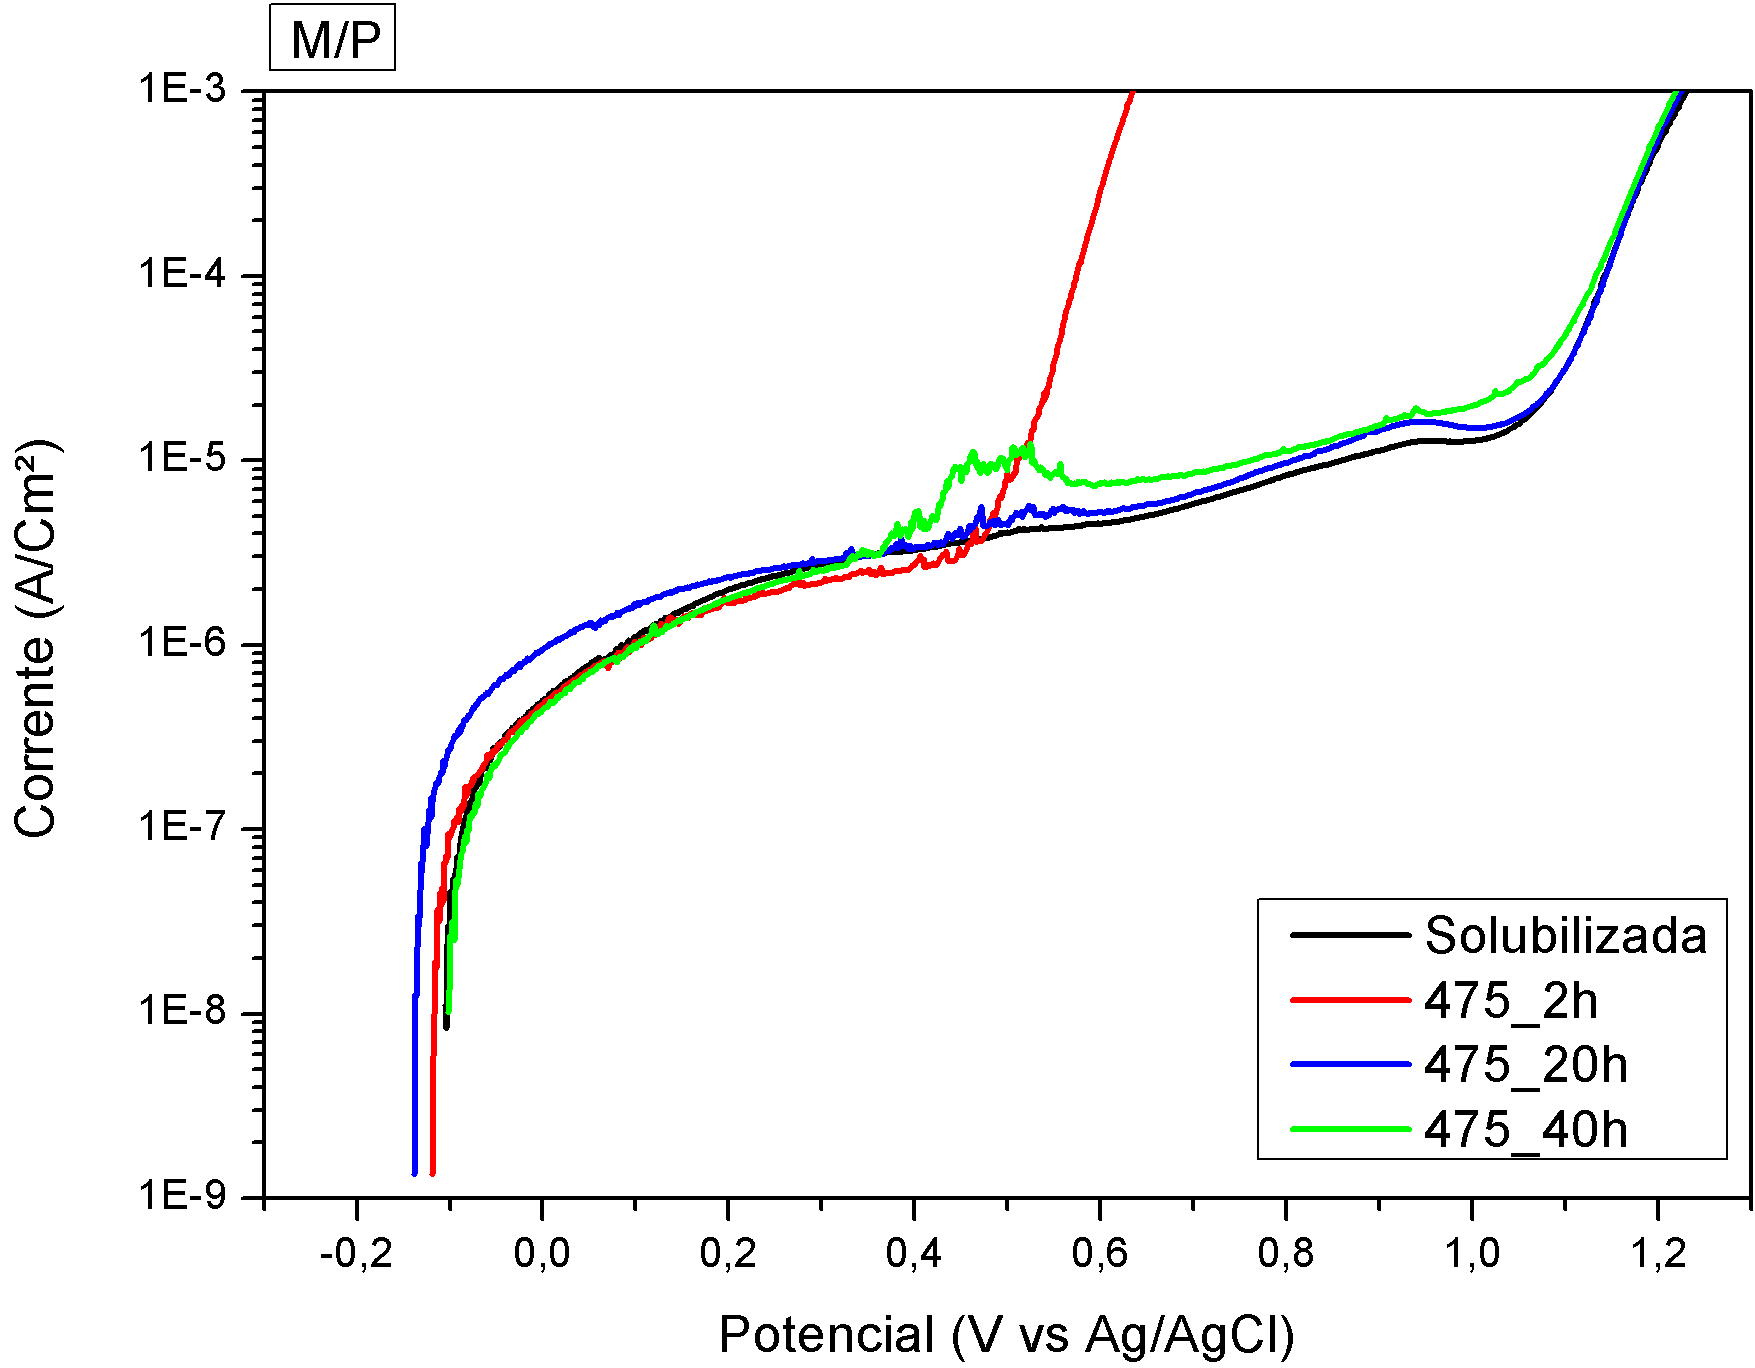 M/P
1E-3
1E-4
1E-5
1E-6
1E-7
1E-8
1E-9
Corrente (A/Cm²)
-0,2 0,0 0,2 0,4 0,6 0,8 1,0 1,2
Potencial (V vs Ag/AgCl)
Solubilizada
475_2h
475_20h
475_40h